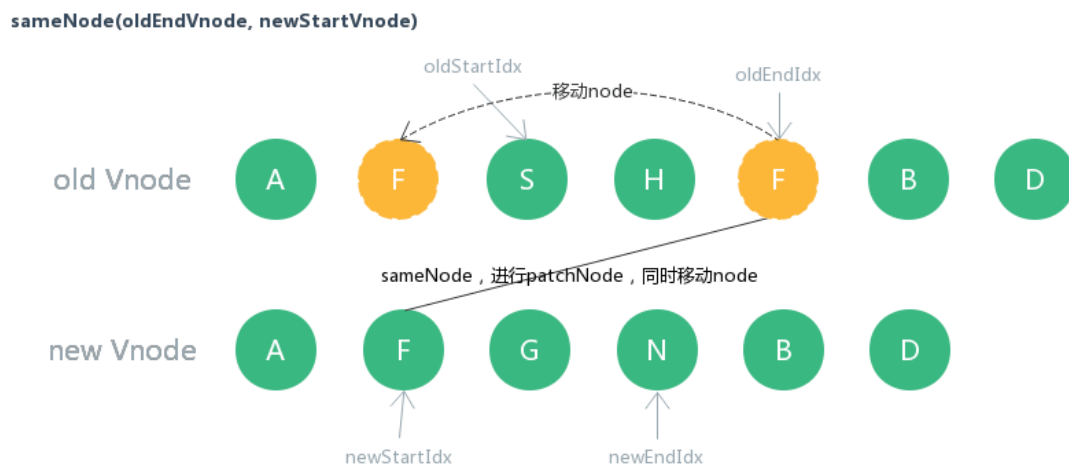 sameNode(oldEndVnode, newStartVnode)
oldStartIdx
oldEndIdx
移动node
old Vnode A F S H F B D
sameNode，进行patchNode，同时移动node
new Vnode A F G N B D
newStartIdx newEndIdx